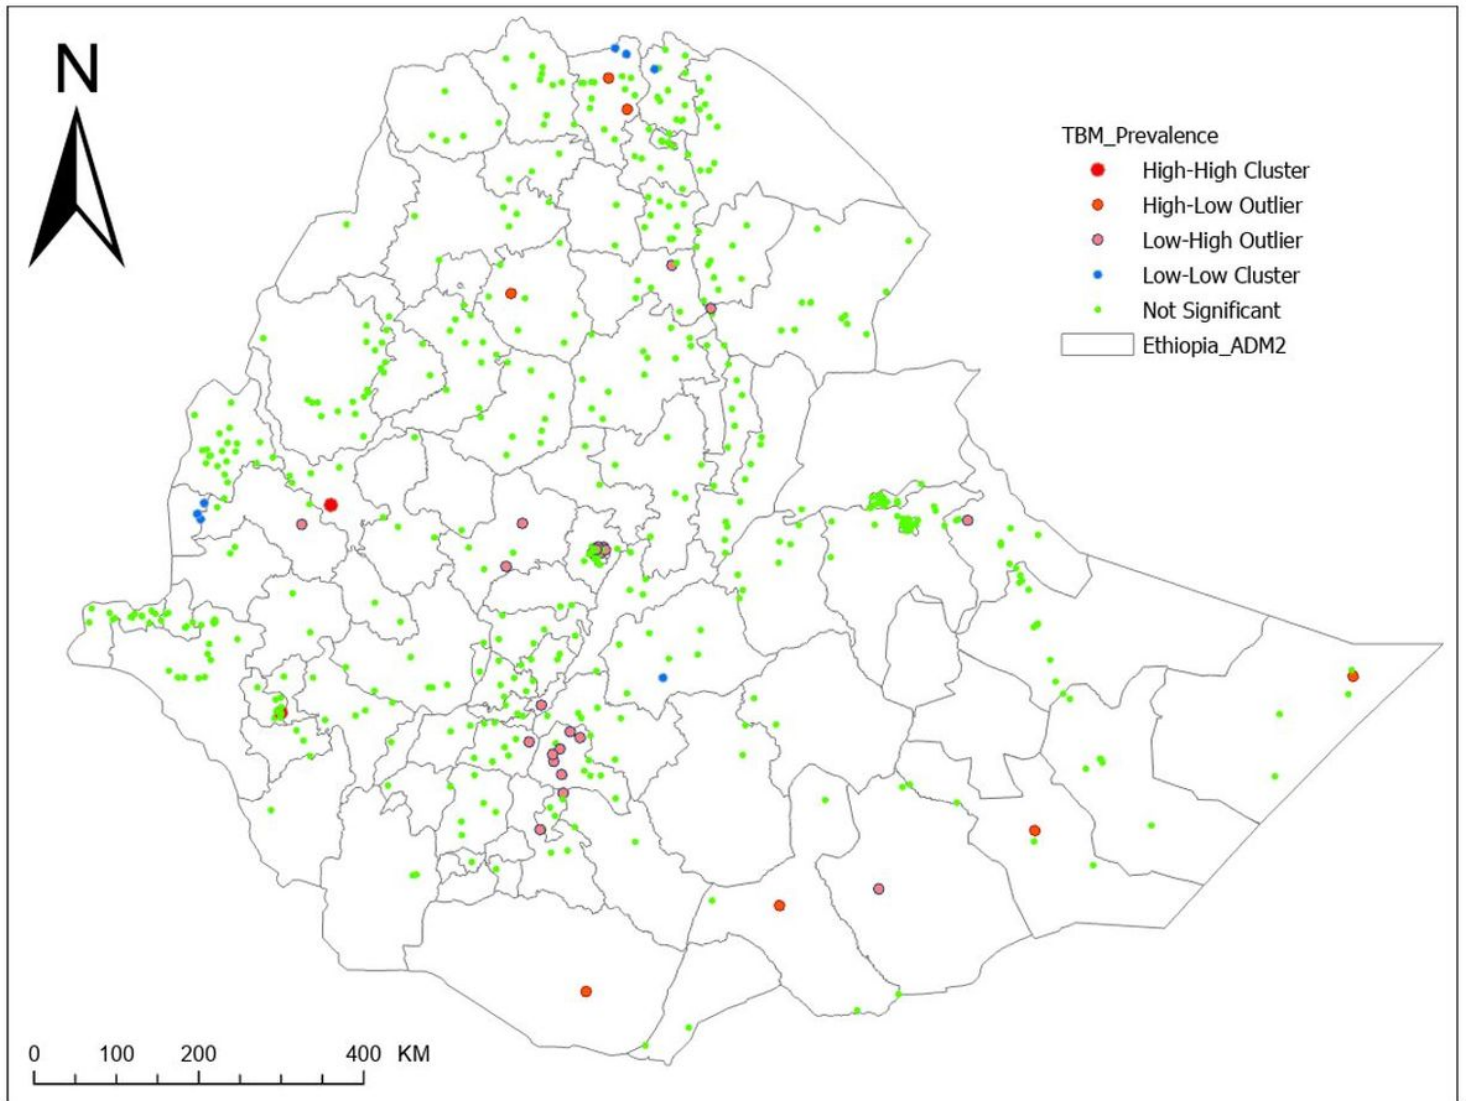 N
TBM_Prevalence
High-High Cluster
High-Low Outlier
Low-High Outlier
Low-Low Cluster
Not Significant
Ethiopia_ADM2
0 100 200 400 KM